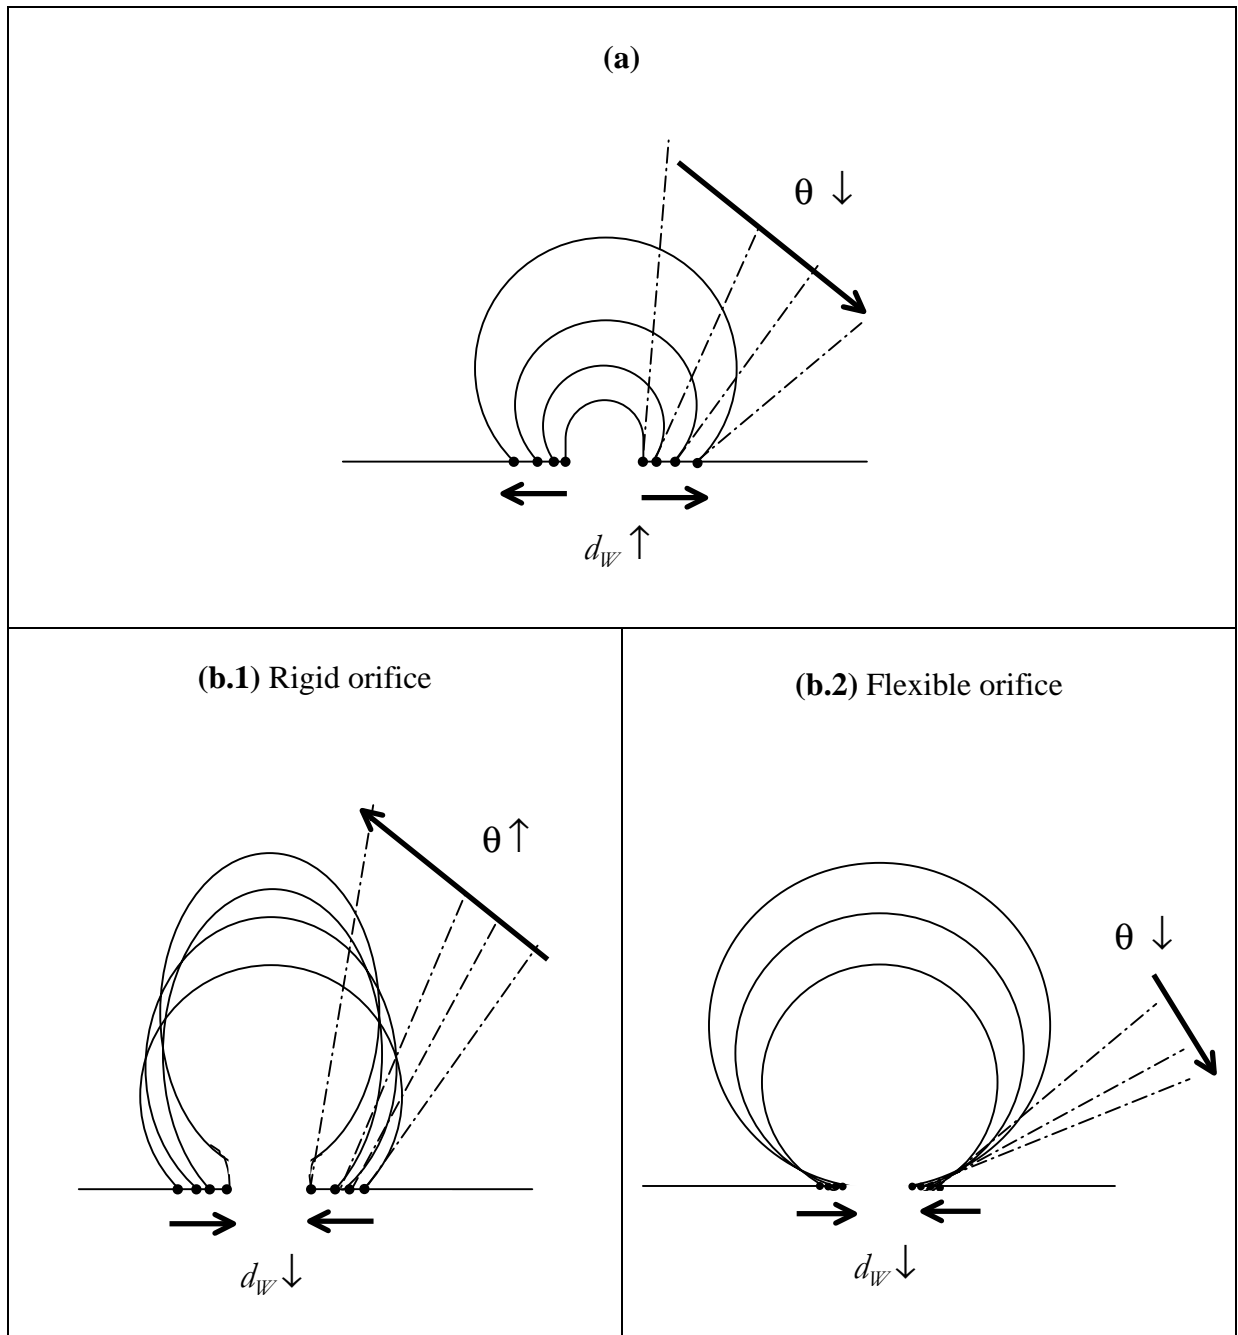 (a)
θ ↓
d_W ↑
(b.1) Rigid orifice
(b.2) Flexible orifice
θ ↑
θ ↓
d_W ↓
d_W ↓